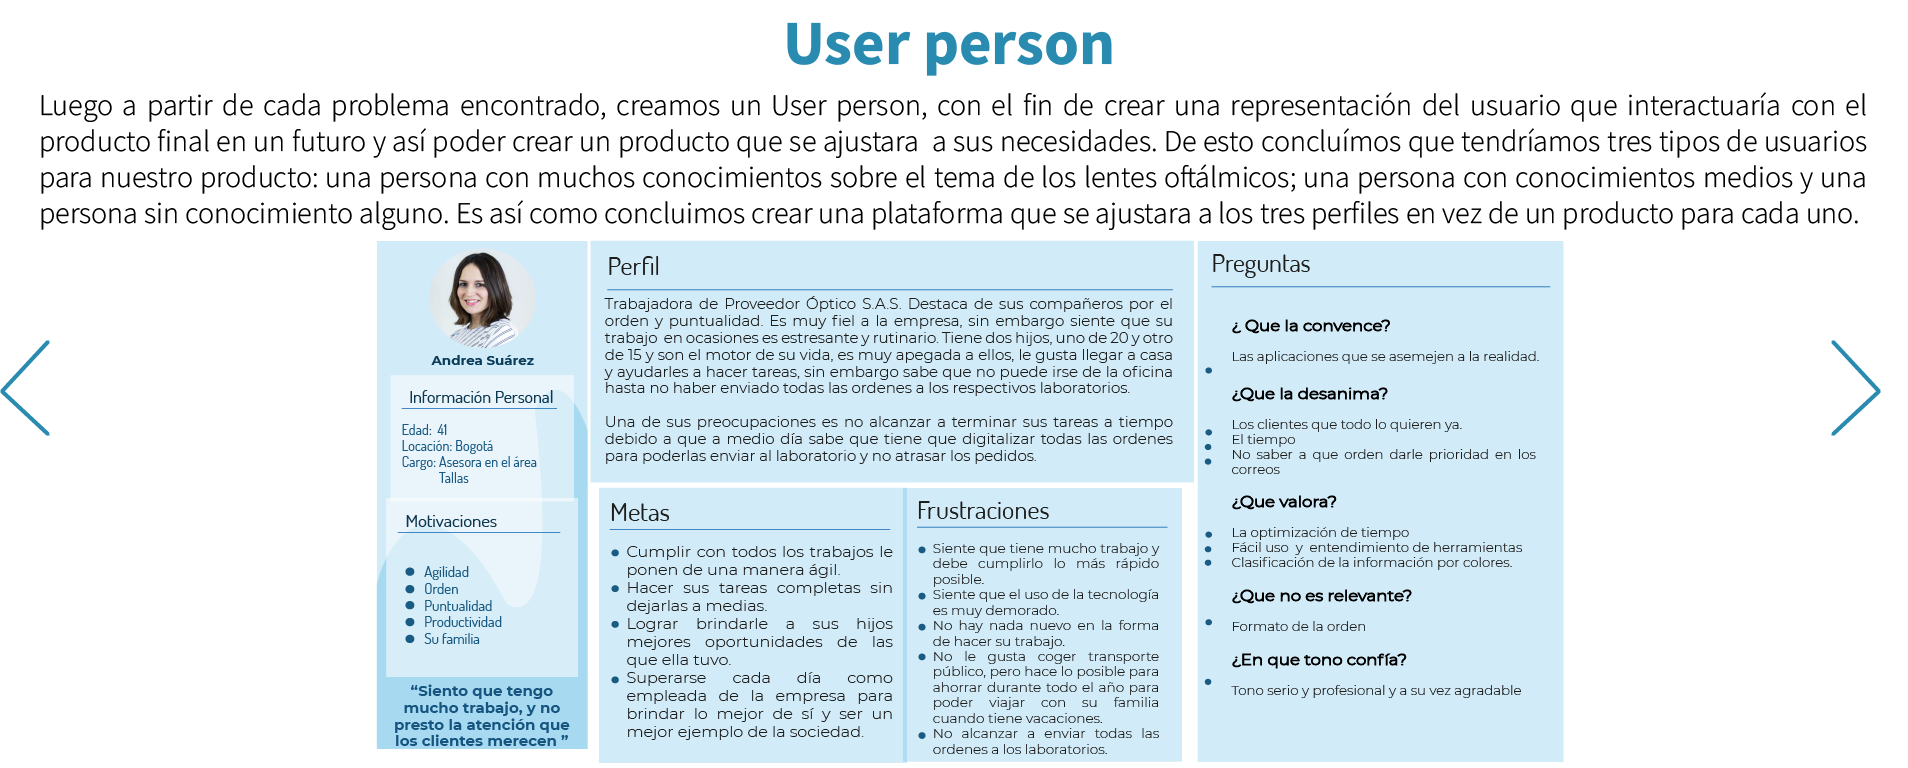 User person
Luego a partir de cada problema encontrado, creamos un User person, con el fin de crear una representación del usuario que interactuaría con el
producto final en un futuro y así poder crear un producto que se ajustara a sus necesidades. De esto concluímos que tendríamos tres tipos de usuarios
para nuestro producto: una persona con muchos conocimientos sobre el tema de los lentes oftálmicos; una persona con conocimientos medios y una
persona sin conocimiento alguno. Es así como concluimos crear una plataforma que se ajustara a los tres perfiles en vez de un producto para cada uno.
Andrea Suárez
Información Personal
Edad: 41
Locación: Bogotá
Cargo: Asesora en el área
Tallas
Motivaciones
Agilidad
Orden
Puntualidad
Productividad
Su familia
“Siento que tengo
mucho trabajo, y no
presto la atención que
los clientes merecen ”
Perfil
Trabajadora de Proveedor Óptico S.A.S. Destaca de sus compañeros por el
orden y puntualidad. Es muy fiel a la empresa, sin embargo siente que su
trabajo en ocasiones es estresante y rutinario. Tiene dos hijos, uno de 20 y otro
de 15 y son el motor de su vida, es muy apegada a ellos, le gusta llegar a casa
y ayudarles a hacer tareas, sin embargo sabe que no puede irse de la oficina
hasta no haber enviado todas las ordenes a los respectivos laboratorios.
Una de sus preocupaciones es no alcanzar a terminar sus tareas a tiempo
debido a que a medio día sabe que tiene que digitalizar todas las ordenes
para poderlas enviar al laboratorio y no atrasar los pedidos.
Metas
Cumplir con todos los trabajos le
ponen de una manera ágil.
Hacer sus tareas completas sin
dejarlas a medias.
Lograr brindarle a sus hijos
mejores oportunidades de las
que ella tuvo.
Superarse cada día como
empleada de la empresa para
brindar lo mejor de sí y ser un
mejor ejemplo de la sociedad.
Frustraciones
Siente que tiene mucho trabajo y
debe cumplirlo lo más rápido
posible.
Siente que el uso de la tecnología
es muy demorado.
No hay nada nuevo en la forma
de hacer su trabajo.
No le gusta coger transporte
público, pero hace lo posible para
ahorrar durante todo el año para
poder viajar con su familia
cuando tiene vacaciones.
No alcanzar a enviar todas las
ordenes a los laboratorios.
Preguntas
¿ Que la convence?
Las aplicaciones que se asemejen a la realidad.
¿Que la desanima?
Los clientes que todo lo quieren ya.
El tiempo
No saber a que orden darle prioridad en los
correos
¿Que valora?
La optimización de tiempo
Fácil uso y entendimiento de herramientas
Clasificación de la información por colores.
¿Que no es relevante?
Formato de la orden
¿En que tono confía?
Tono serio y profesional y a su vez agradable